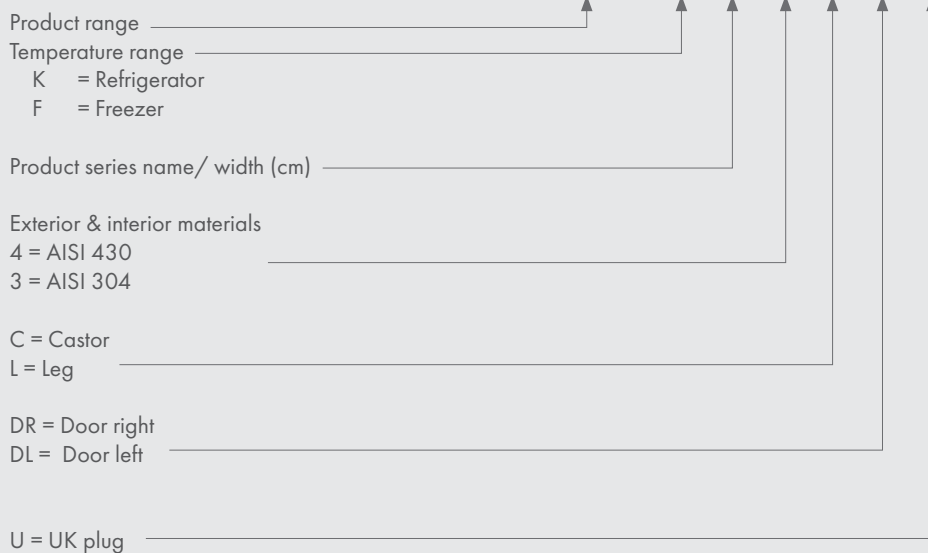 Product range
Temperature range
K = Refrigerator
F = Freezer
Product series name/ width (cm)
Exterior & interior materials
4 = AISI 430
3 = AISI 304
C = Castor
L = Leg
DR = Door right
DL = Door left
U = UK plug